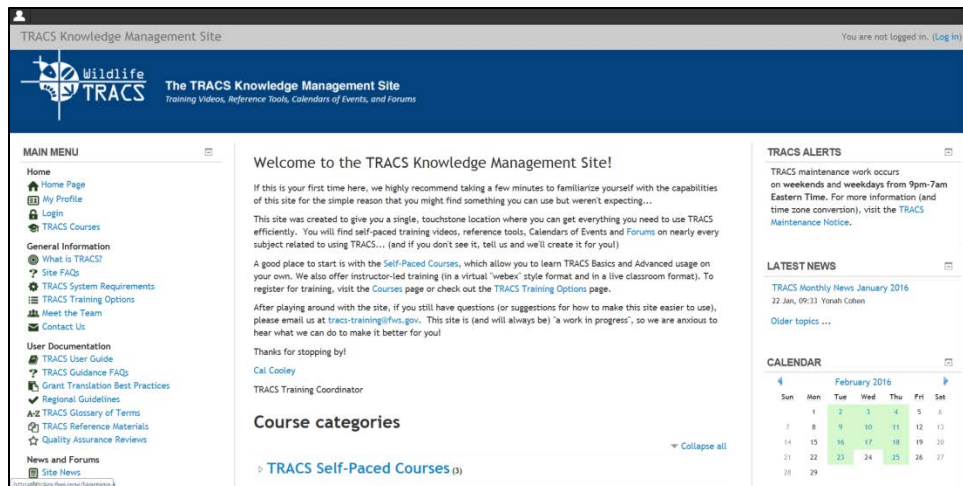 TRACS Knowledge Management Site
You are not logged in. (Log in)
Wildlife
TRACS
The TRACS Knowledge Management Site
Training Videos, Reference Tools, Calendars of Events, and Forums
MAIN MENU
Home
Home Page
My Profile
Login
TRACS Courses
General Information
What is TRACS?
? Site FAQs
TRACS System Requirements
TRACS Training Options
Meet the Team
Contact Us
User Documentation
TRACS User Guide
? TRACS Guidance FAQs
Grant Translation Best Practices
Regional Guidelines
A-Z TRACS Glossary of Terms
TRACS Reference Materials
Quality Assurance Reviews
News and Forums
Site News
Welcome to the TRACS Knowledge Management Site!
If this is your first time here, we highly recommend taking a few minutes to familiarize yourself with the capabilities
of this site for the simple reason that you might find something you can use but weren't expecting...
This site was created to give you a single, touchstone location where you can get everything you need to use TRACS
efficiently. You will find self-paced training videos, reference tools, Calendars of Events and Forums on nearly every
subject related to using TRACS... (and if you don't see it, tell us and we'll create it for you!)
A good place to start is with the Self-Paced Courses, which allow you to learn TRACS Basics and Advanced usage on
your own. We also offer instructor-led training (in a virtual "webex" style format and in a live classroom format). To
register for training, visit the Courses page or check out the TRACS Training Options page.
After playing around with the site, if you still have questions (or suggestions for how to make this site easier to use),
please email us at tracs-training@fws.gov. This site is (and will always be) "a work in progress", so we are anxious to
hear what we can do to make it better for you!
Thanks for stopping by!
Cal Cooley
TRACS Training Coordinator
Course categories
Collapse all
TRACS Self-Paced Courses (3)
TRACS ALERTS
TRACS maintenance work occurs
on weekends and weekdays from 9pm-7am
Eastern Time. For more information (and
time zone conversion), visit the TRACS
Maintenance Notice.
LATEST NEWS
TRACS Monthly News January 2016
22 Jan, 09:33 Yonah Cohen
Older topics ...
CALENDAR
February 2016
Sun Mon Tue Wed Thu Fri Sat
1 2 3 4 5 6
7 8 9 10 11 12 13
14 15 16 17 18 19 20
21 22 23 24 25 26 27
28 29